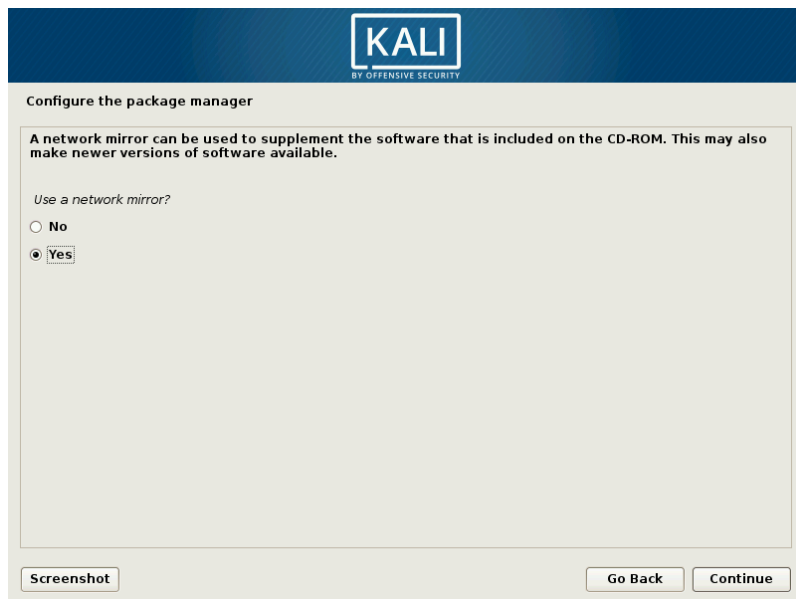 KALI
BY OFFENSIVE SECURITY
Configure the package manager
A network mirror can be used to supplement the software that is included on the CD-ROM. This may also
make newer versions of software available.
Use a network mirror?
No
Yes
Screenshot
Go Back
Continue